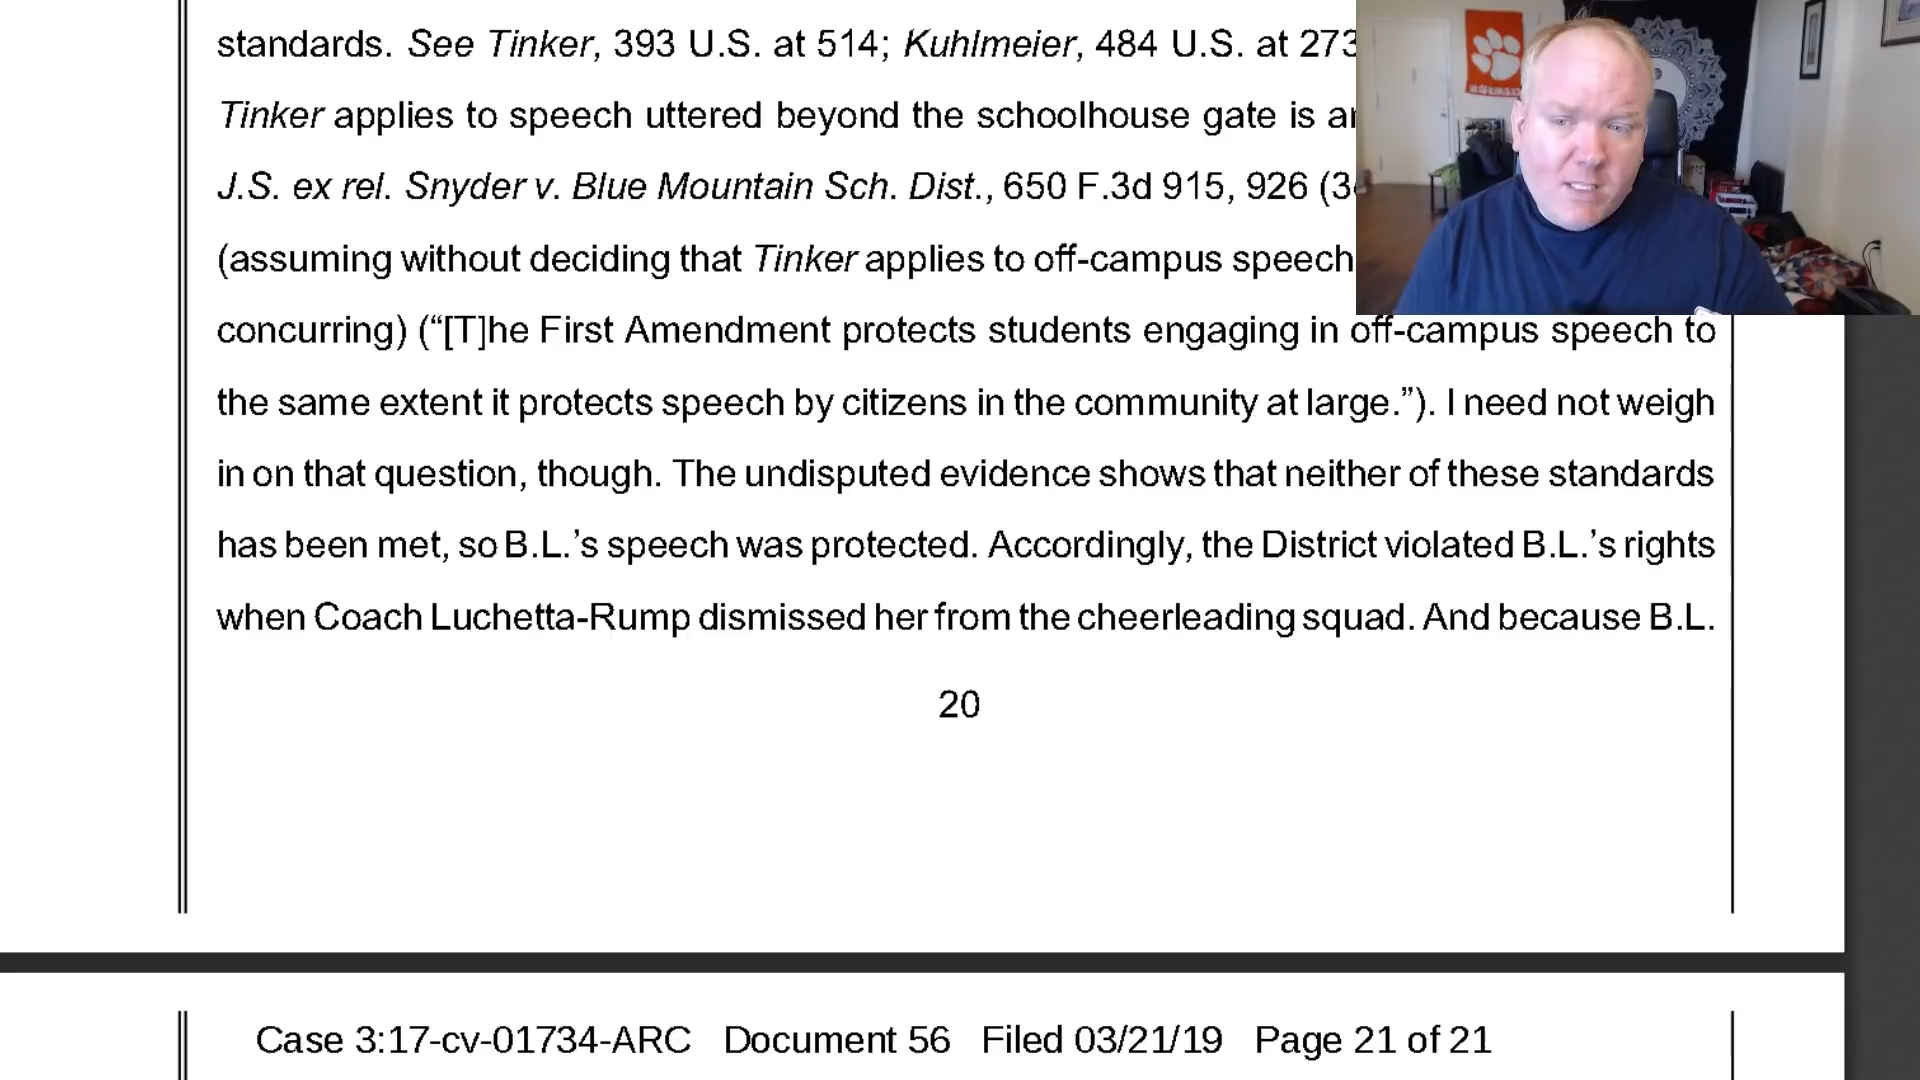 standards. See Tinker, 393 U.S. at 514; Kuhlmeier, 484 U.S. at 273
Tinker applies to speech uttered beyond the schoolhouse gate is
J.S. ex rel. Snyder v. Blue Mountain Sch. Dist., 650 F.3d 915, 926
(assuming without deciding that Tinker applies to off-campus speech
concurring) (“[T]he First Amendment protects students engaging in off-campus speech to
the same extent it protects speech by citizens in the community at large.”). I need not weigh
in on that question, though. The undisputed evidence shows that neither of these standards
has been met, so B.L.’s speech was protected. Accordingly, the District violated B.L.’s rights
when Coach Luchetta-Rump dismissed her from the cheerleading squad. And because B.L.
20
Case 3:17-cv-01734-ARC Document 56 Filed 03/21/19 Page 21 of 21